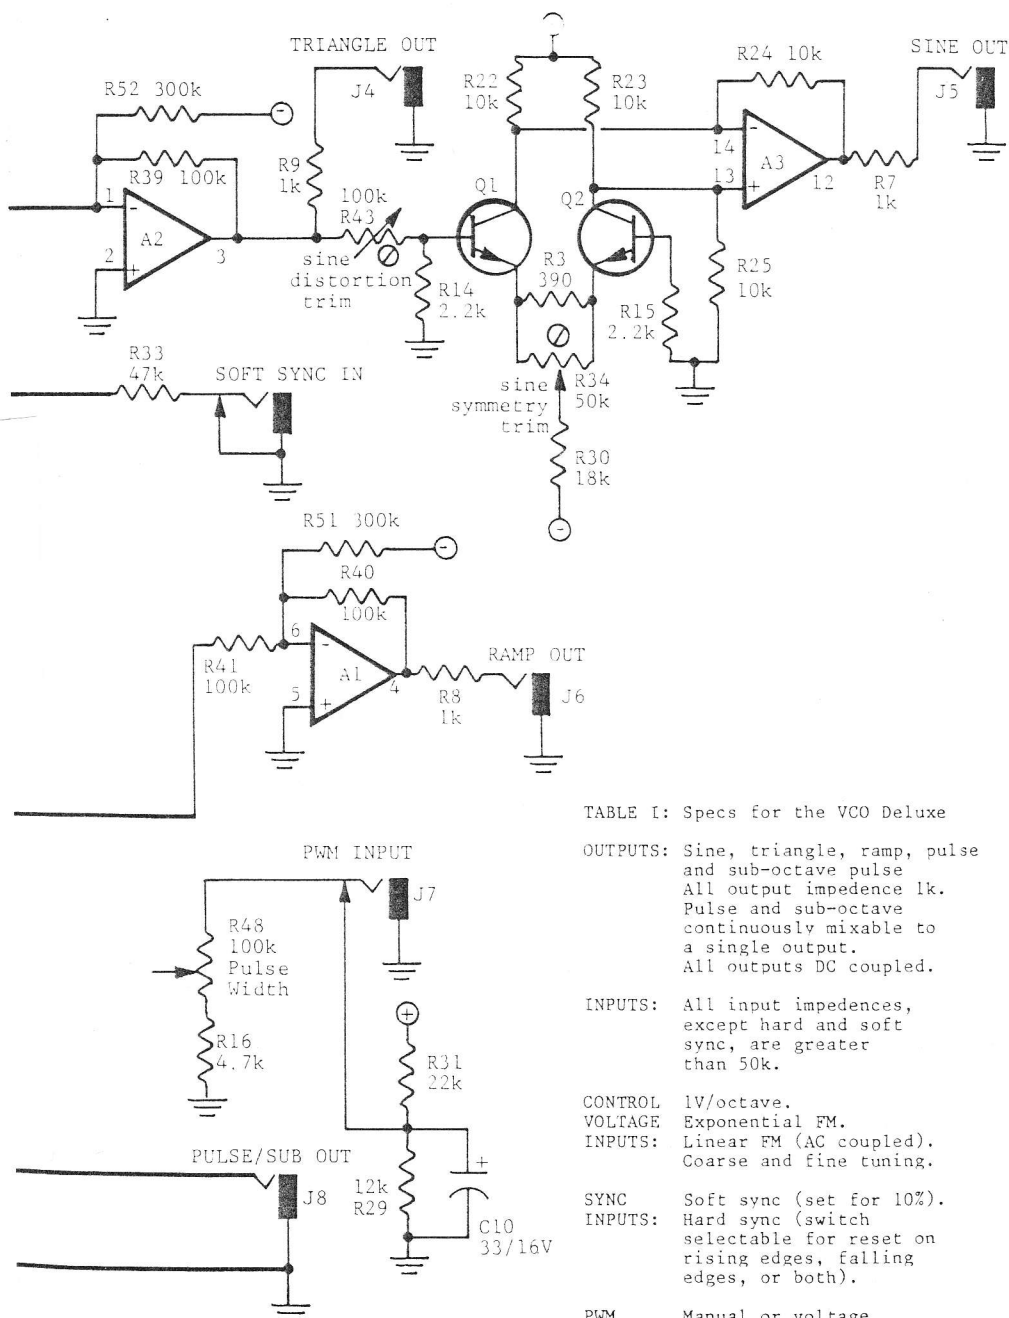 TRIANGLE OUT
J4
R52 300k
R39 100k
1
-
A2
2
+
3
R9
1k
100k
R43
sine
distortion
trim
R14
2.2k
R22
10k
R23
10k
Q1
Q2
R3
390
R15
2.2k
R34
50k
sine
symmetry
trim
R30
18k
-
R24 10k
-
14
A3
13
+
12
R25
10k
R7
1k
SINE OUT
J5
R33
47k
SOFT SYNC IN
R51 300k
-
R40
100k
R41
100k
6
-
A1
5
+
4
R8
1k
RAMP OUT
J6
PWM INPUT
J7
R48
100k
Pulse
Width
R16
4.7k
+
R31
22k
12k
R29
+
C10
33/16V
PULSE/SUB OUT
J8
TABLE I: Specs for the VCO Deluxe
OUTPUTS: Sine, triangle, ramp, pulse
and sub-octave pulse
All output impedence 1k.
Pulse and sub-octave
continuously mixable to
a single output.
All outputs DC coupled.
INPUTS: All input impedences,
except hard and soft
sync, are greater
than 50k.
CONTROL 1V/octave.
VOLTAGE Exponential FM.
INPUTS: Linear FM (AC coupled).
Coarse and fine tuning.
SYNC Soft sync (set for 10%).
INPUTS: Hard sync (switch
selectable for reset on
rising edges, falling
edges, or both).
PWM Manual or voltage